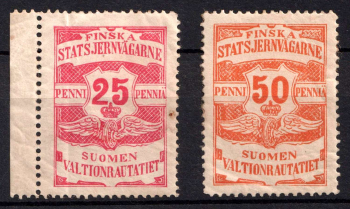 FINSKA
STATSJERNVÄGARNE
PENNI 25 PENNIÄ
SUOMEN
VALTIONRAUTATIET
FINSKA
STATSJERNVÄGARNE
PENNI 50 PENNIÄ
SUOMEN
VALTIONRAUTATIET